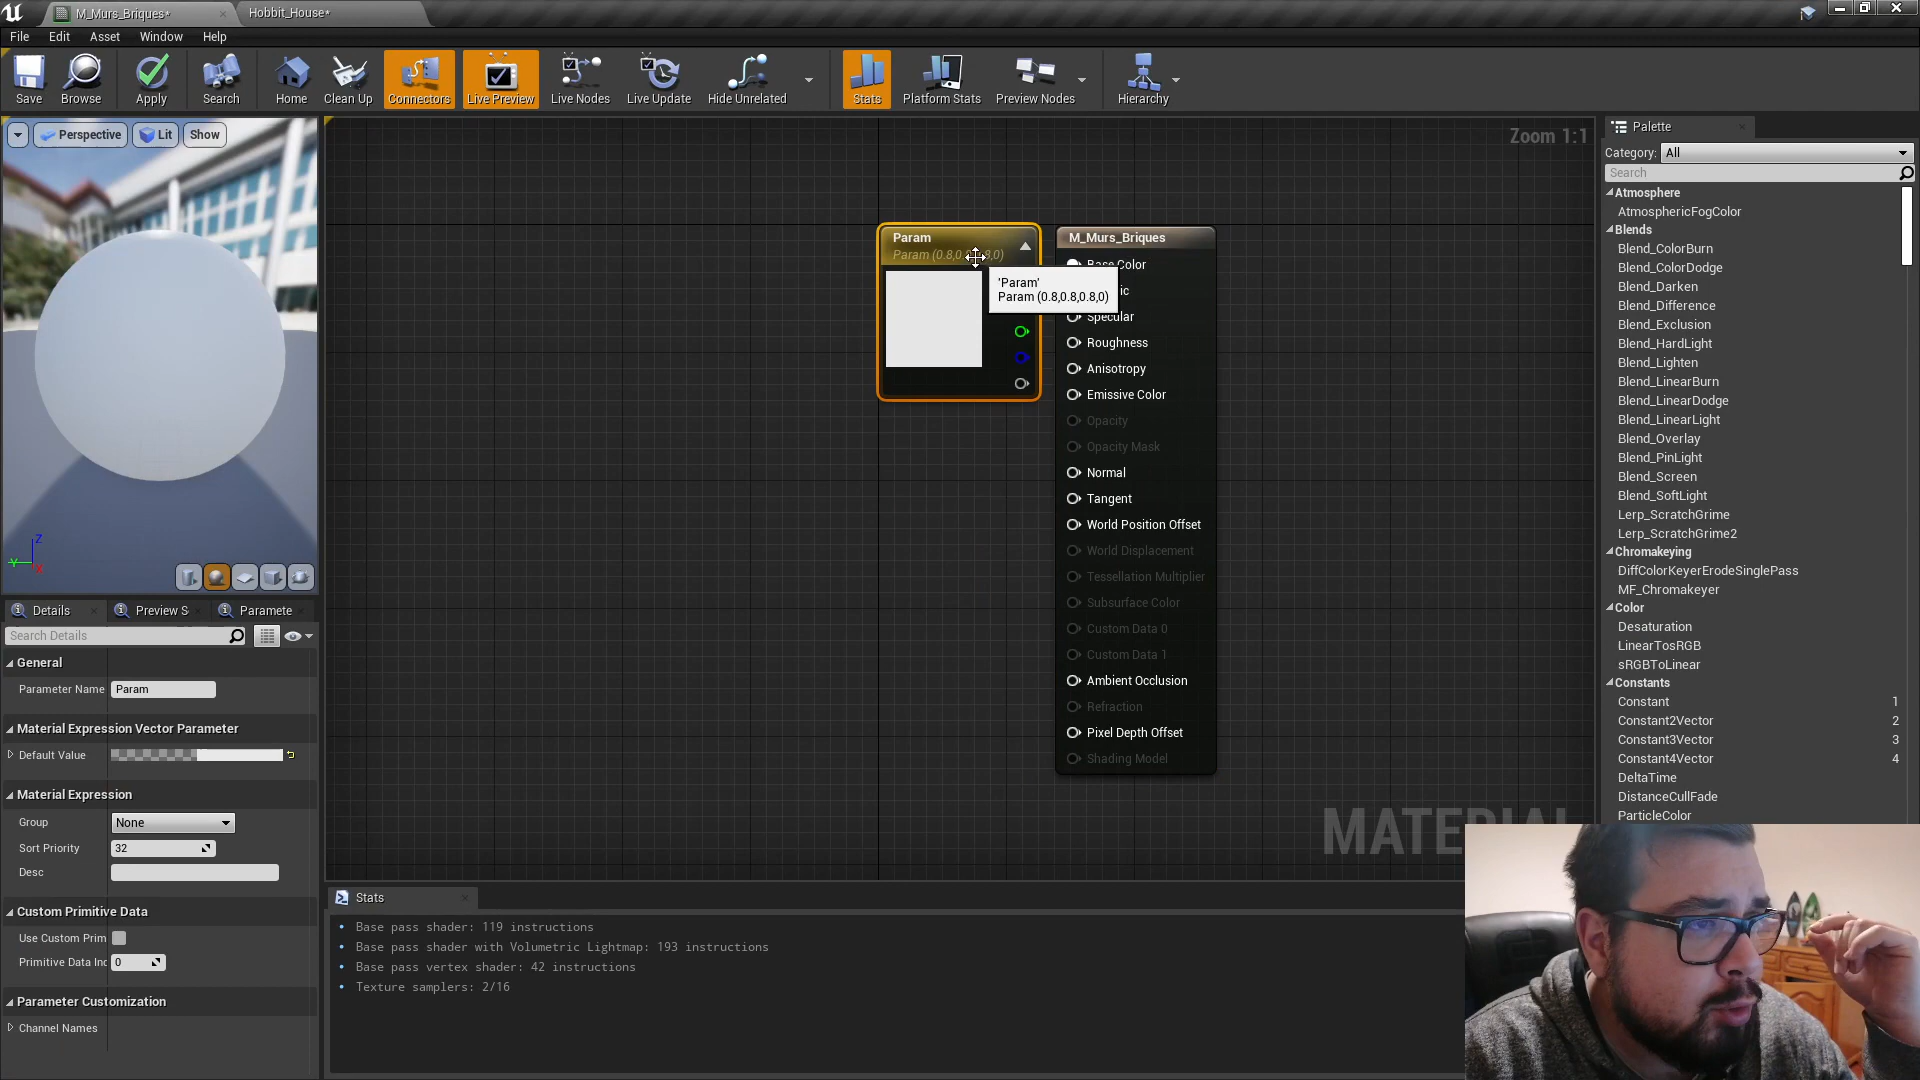 M_Murs_Briques*
Hobbit_House*
File Edit Asset Window Help
Save Browse Apply Search Home Clean Up Connectors Live Preview Live Nodes Live Update Hide Unrelated Stats Platform Stats Preview Nodes Hierarchy
Perspective Lit Show
Zoom 1:1
Param
M_Murs_Briques
Base Color
'Param'
Param (0.8,0.8,0.8,0)
Specular
Roughness
Anisotropy
Emissive Color
Opacity
Opacity Mask
Normal
Tangent
World Position Offset
World Displacement
Tessellation Multiplier
Subsurface Color
Custom Data 0
Custom Data 1
Ambient Occlusion
Refraction
Pixel Depth Offset
Shading Model
Z
Y
X
Palette
Category: All
Search
Atmosphere
AtmosphericFogColor
Blends
Blend_ColorBurn
Blend_ColorDodge
Blend_Darken
Blend_Difference
Blend_Exclusion
Blend_HardLight
Blend_Lighten
Blend_LinearBurn
Blend_LinearDodge
Blend_LinearLight
Blend_Overlay
Blend_PinLight
Blend_Screen
Blend_SoftLight
Lerp_ScratchGrime
Lerp_ScratchGrime2
Chromakeying
DiffColorKeyerErodeSinglePass
MF_Chromakeyer
Color
Desaturation
LinearTosRGB
sRGBToLinear
Constants
Constant 1
Constant2Vector 2
Constant3Vector 3
Constant4Vector 4
DeltaTime
DistanceCullFade
ParticleColor
Details Preview S Paramete
Search Details
General
Parameter Name Param
Material Expression Vector Parameter
Default Value
Material Expression
Group None
Sort Priority 32
Desc
Custom Primitive Data
Use Custom Prim
Primitive Data Inc 0
Parameter Customization
Channel Names
Stats
• Base pass shader: 119 instructions
• Base pass shader with Volumetric Lightmap: 193 instructions
• Base pass vertex shader: 42 instructions
• Texture samplers: 2/16